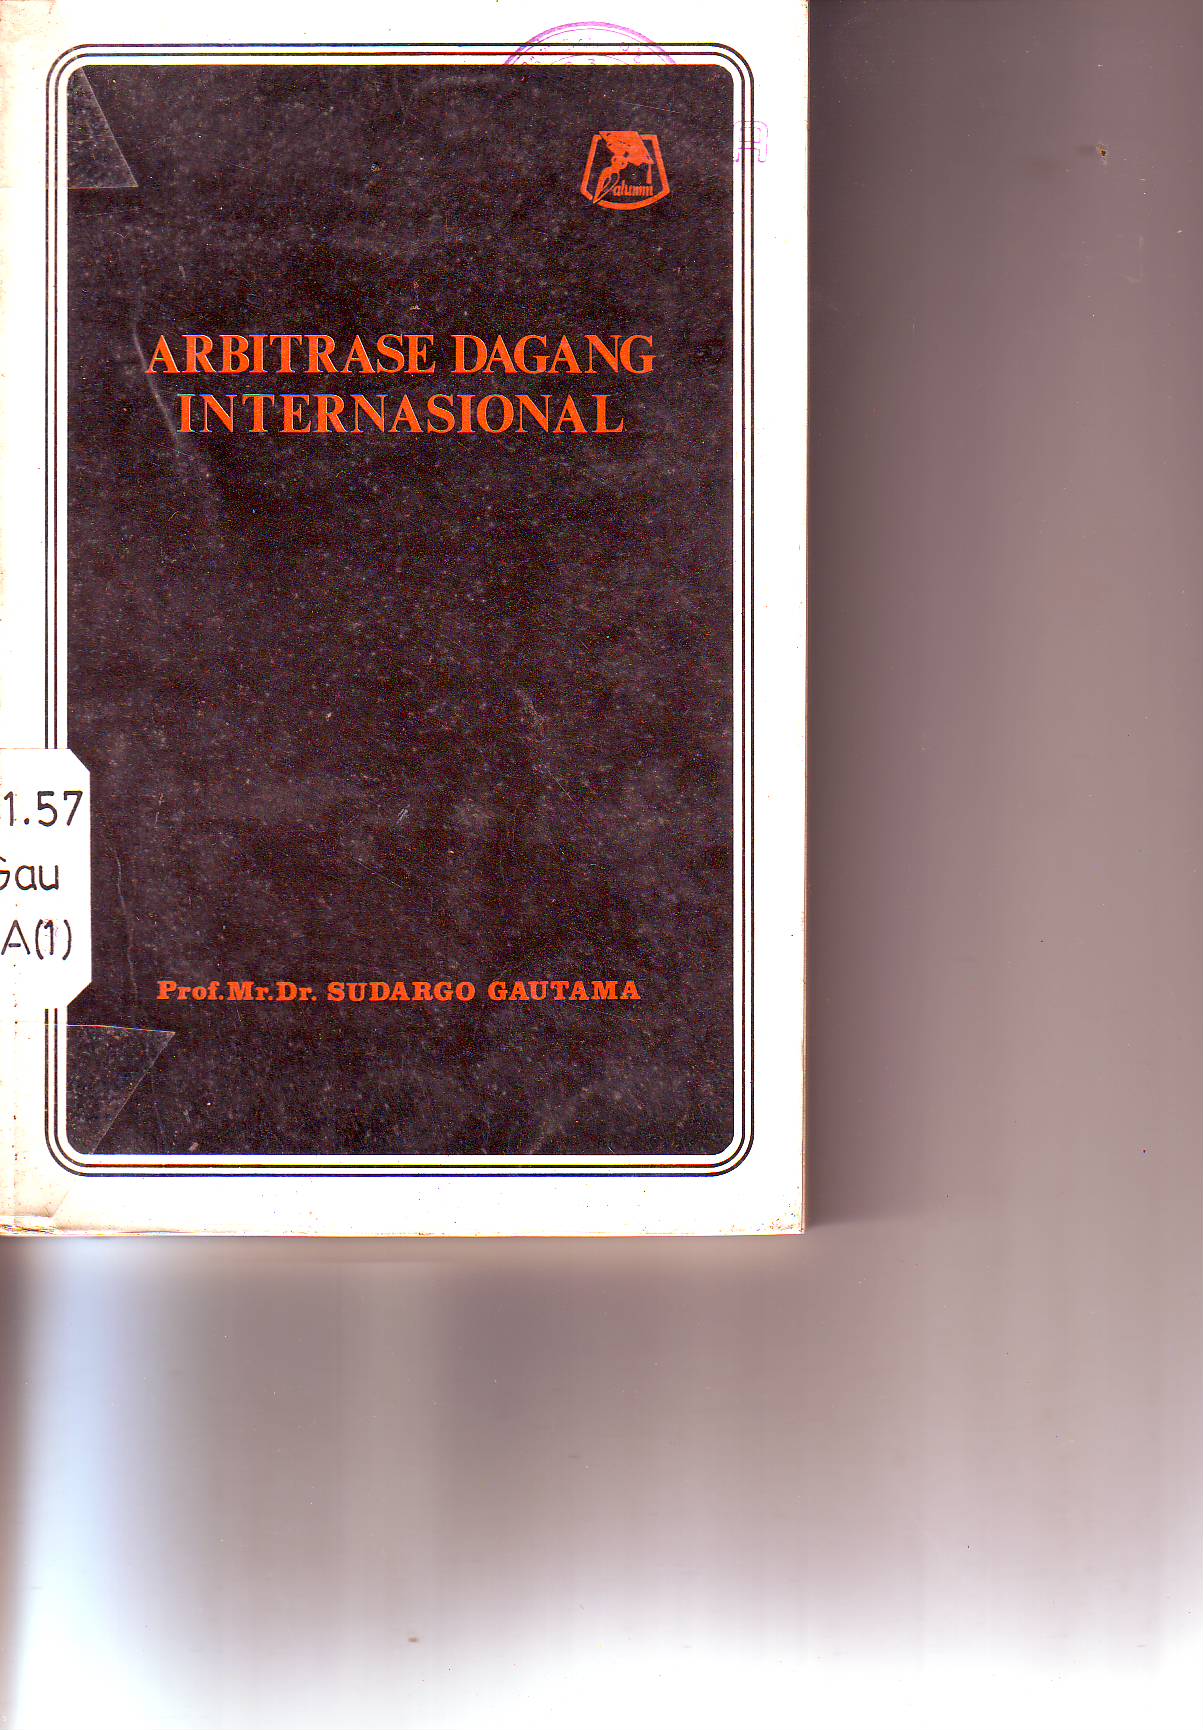 alumni
ARBITRASE DAGANG
INTERNASIONAL
1.57
Gau
A(1)
Prof.Mr.Dr. SUDARGO GAUTAMA